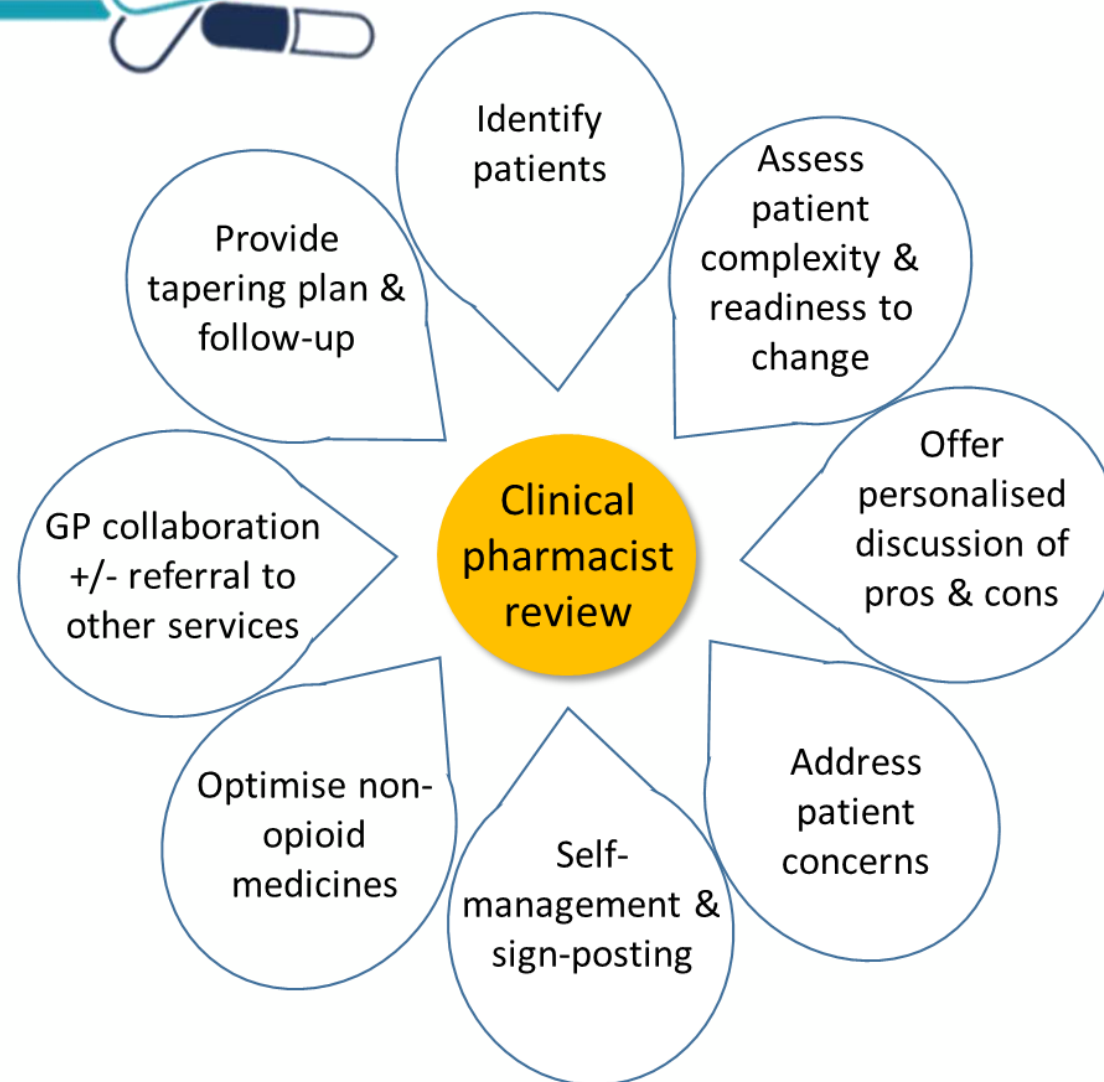 Identify
patients
Assess
patient
complexity &
readiness to
change
Offer
personalised
discussion of
pros & cons
Address
patient
concerns
Self-
management &
sign-posting
Optimise non-
opioid
medicines
GP collaboration
+/- referral to
other services
Provide
tapering plan &
follow-up
Clinical
pharmacist
review